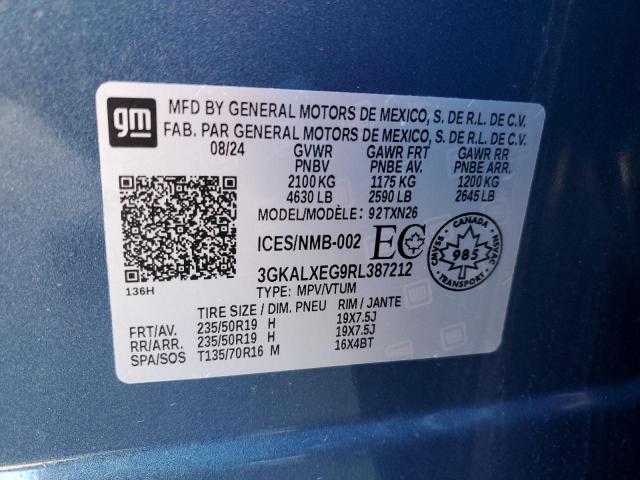 gm
MFD BY GENERAL MOTORS DE MEXICO, S. DE R.L. DE C.V.
FAB. PAR GENERAL MOTORS DE MEXICO, S. DE R.L. DE C.V.
08/24 GVWR GAWR FRT GAWR RR
PNBV PNBE AV. PNBE ARR.
2100 KG 1175 KG 1200 KG
4630 LB 2590 LB 2645 LB
MODEL/MODÈLE: 92TXN26
ICES/NMB-002 EC
CANADA
985
NSVAC
CMVSS
3GKALXEG9RL387212
136H
TYPE: MPV/VTUM
TIRE SIZE / DIM. PNEU RIM / JANTE
FRT/AV. 235/50R19 H 19X7.5J
RR/ARR. 235/50R19 H 19X7.5J
SPA/SOS T135/70R16 M 16X4BT